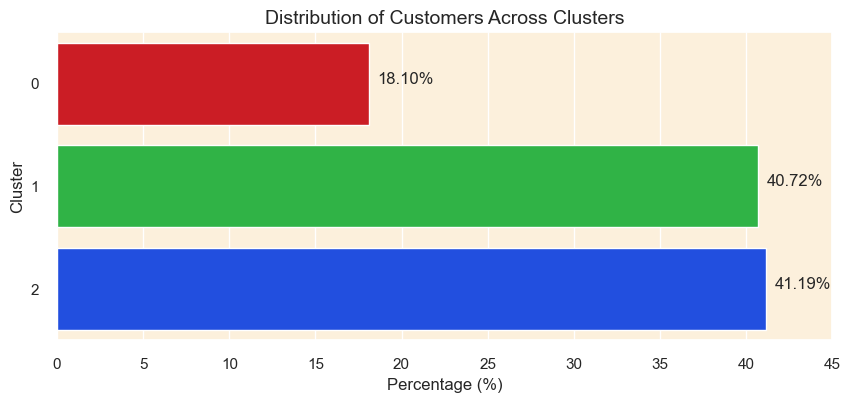 Distribution of Customers Across Clusters
Cluster
0
18.10%
1
40.72%
2
41.19%
0 5 10 15 20 25 30 35 40 45
Percentage (%)